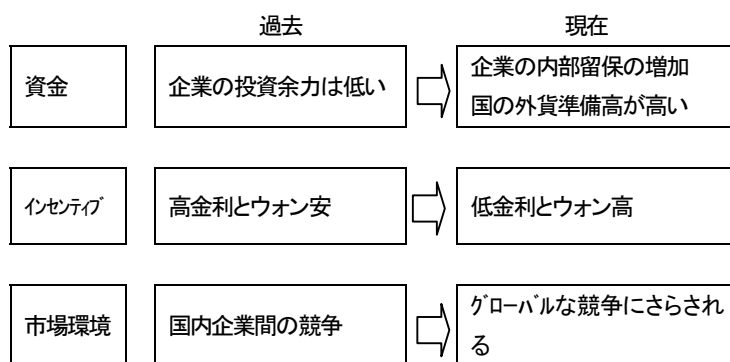 過去 現在
資金 企業の投資余力は低い 企業の内部留保の増加
国の外貨準備高が高い
ｲﾝｾﾝﾃｨﾌﾞ 高金利とウォン安 低金利とウォン高
市場環境 国内企業間の競争 ｸﾞﾛｰﾊﾞﾙな競争にさらされ
る